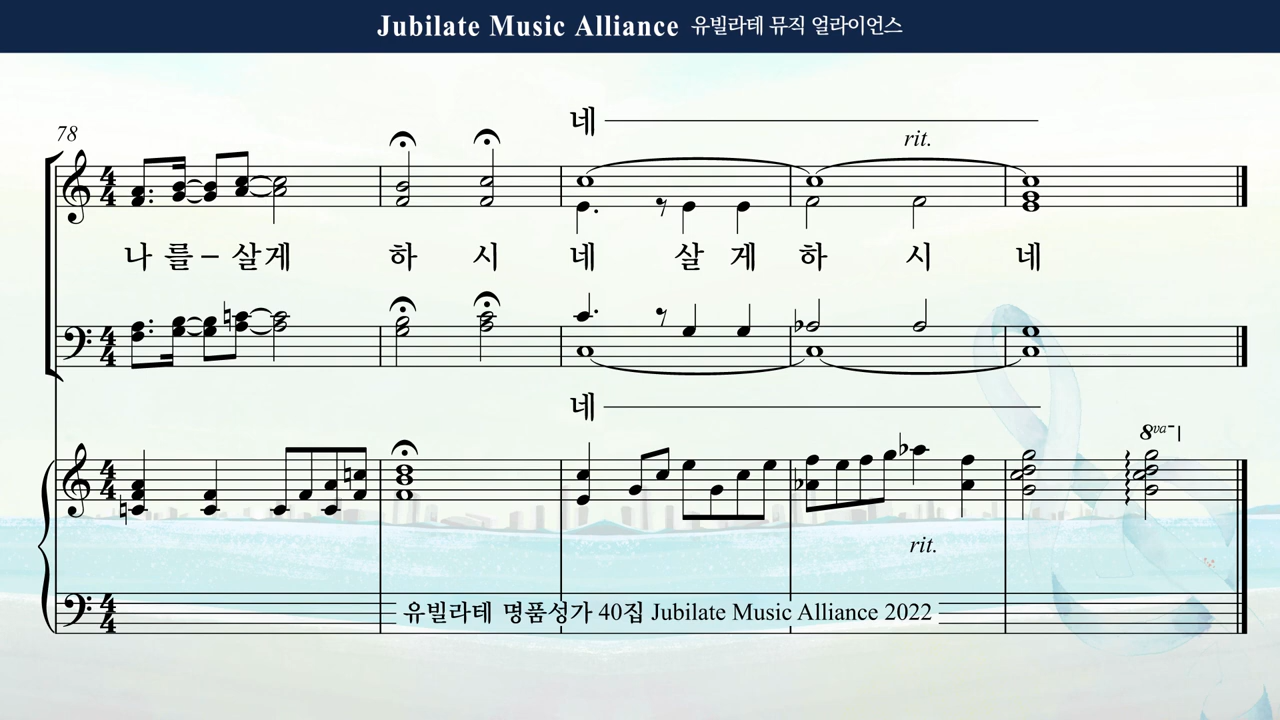 Jubilate Music Alliance 유빌라테 뮤직 얼라이언스
네
78
rit.
나 를 – 살 게 하 시 네 살 게 하 시 네
네
8va
rit.
유빌라테 명품성가 40집 Jubilate Music Alliance 2022